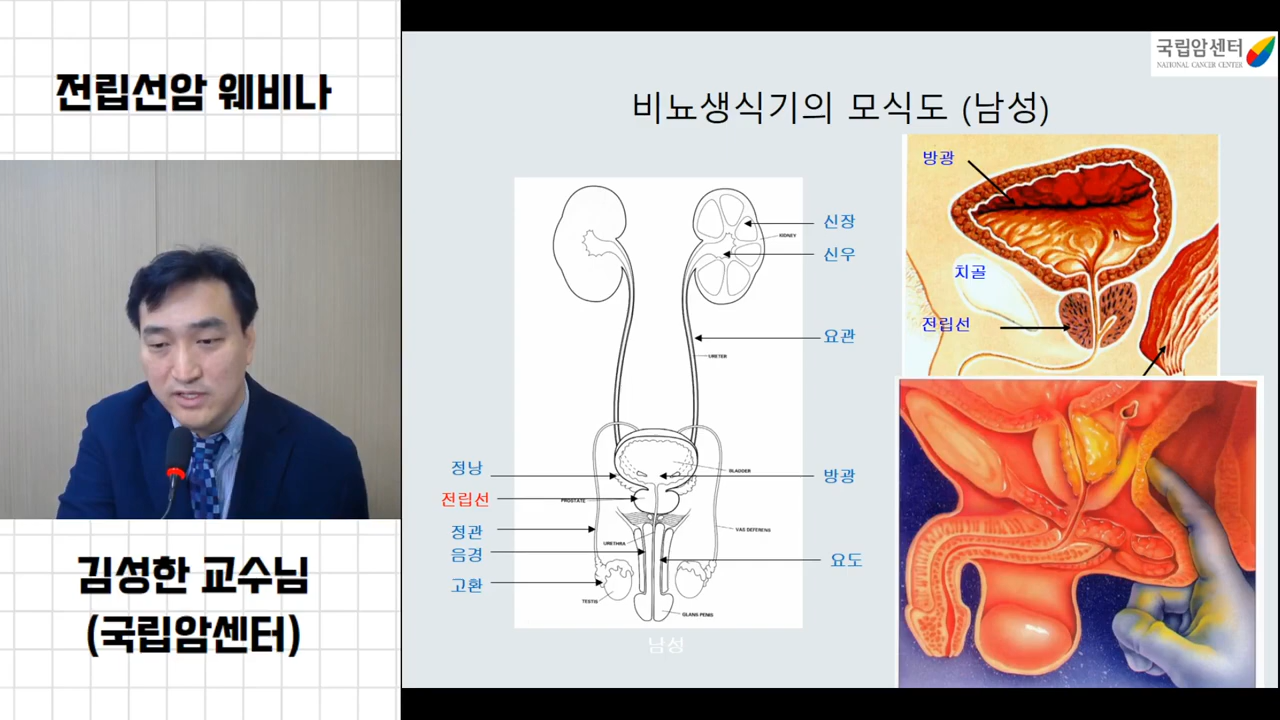 전립선암 웨비나
김성한 교수님
(국립암센터)
국립암센터
NATIONAL CANCER CENTER
비뇨생식기의 모식도 (남성)
신장
KIDNEY
신우
요관
URETER
정낭
BLADDER
방광
전립선
PROSTATE
정관
VAS DEFERENS
URETHRA
음경
요도
고환
TESTIS
GLANS PENIS
남성
방광
치골
전립선